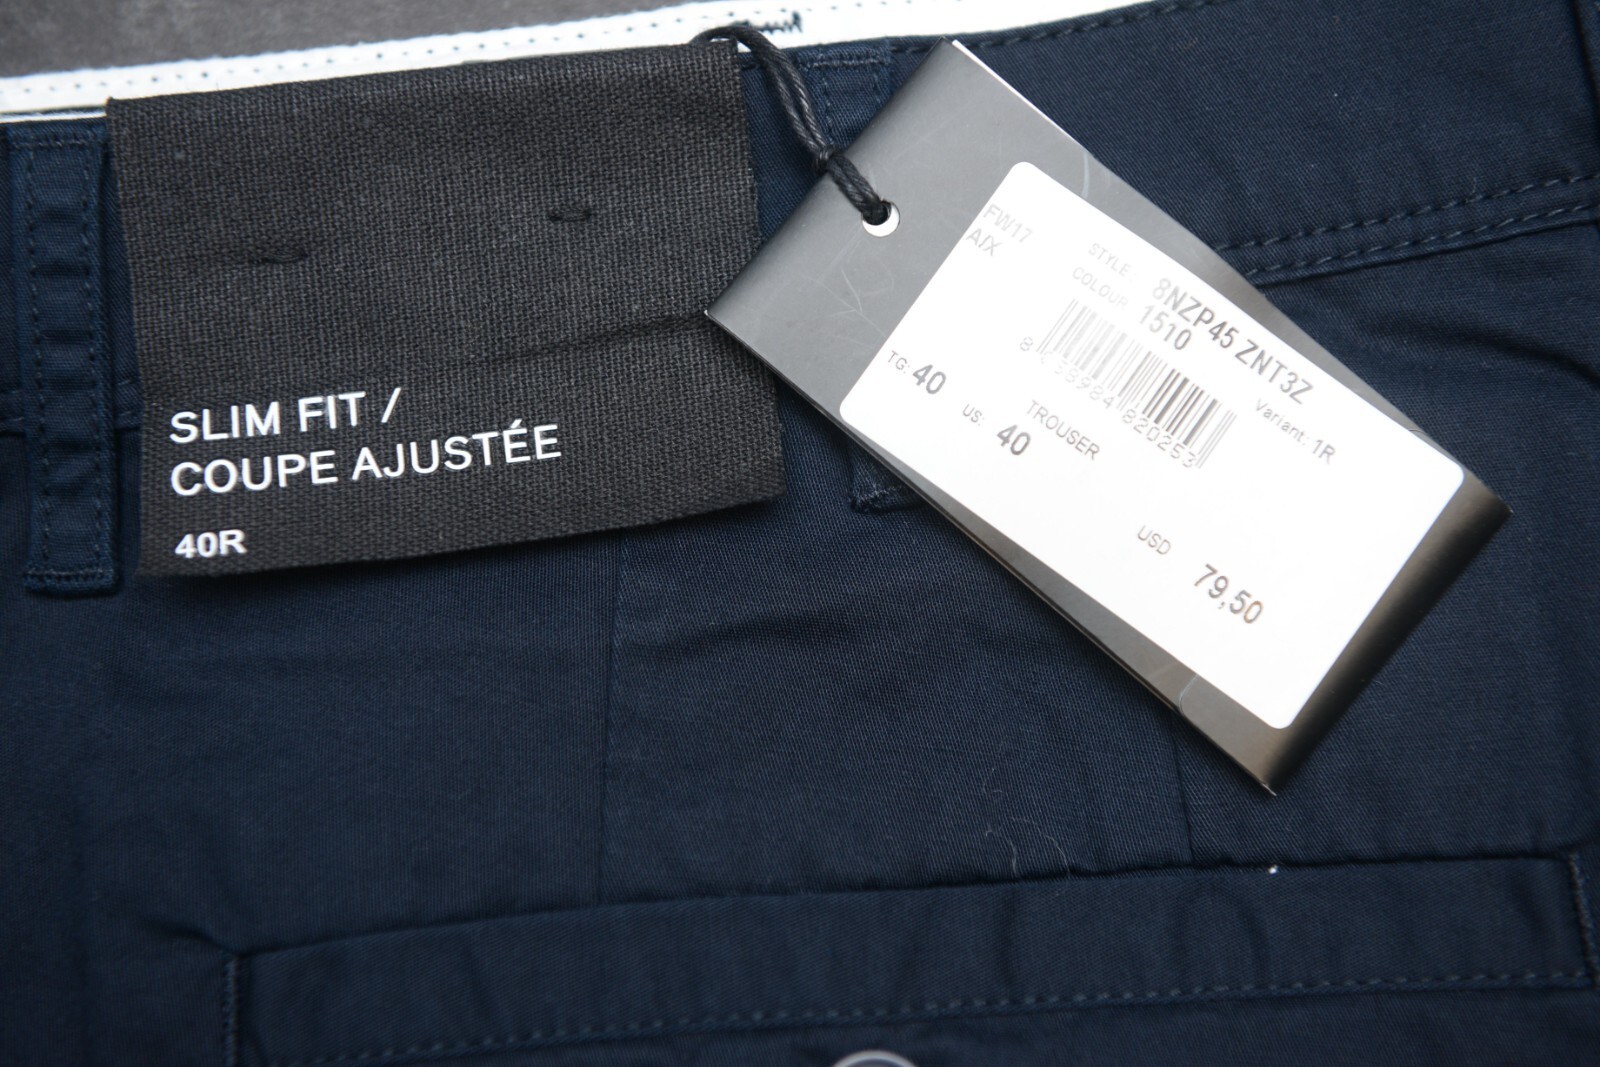 SLIM FIT /
COUPE AJUSTÉE
40R
FW17
A/X
STYLE: 8NZP45 ZNT3Z
COLOUR 1510
Variant: 1R
TG: 40
US: 40
TROUSER
USD 79,50